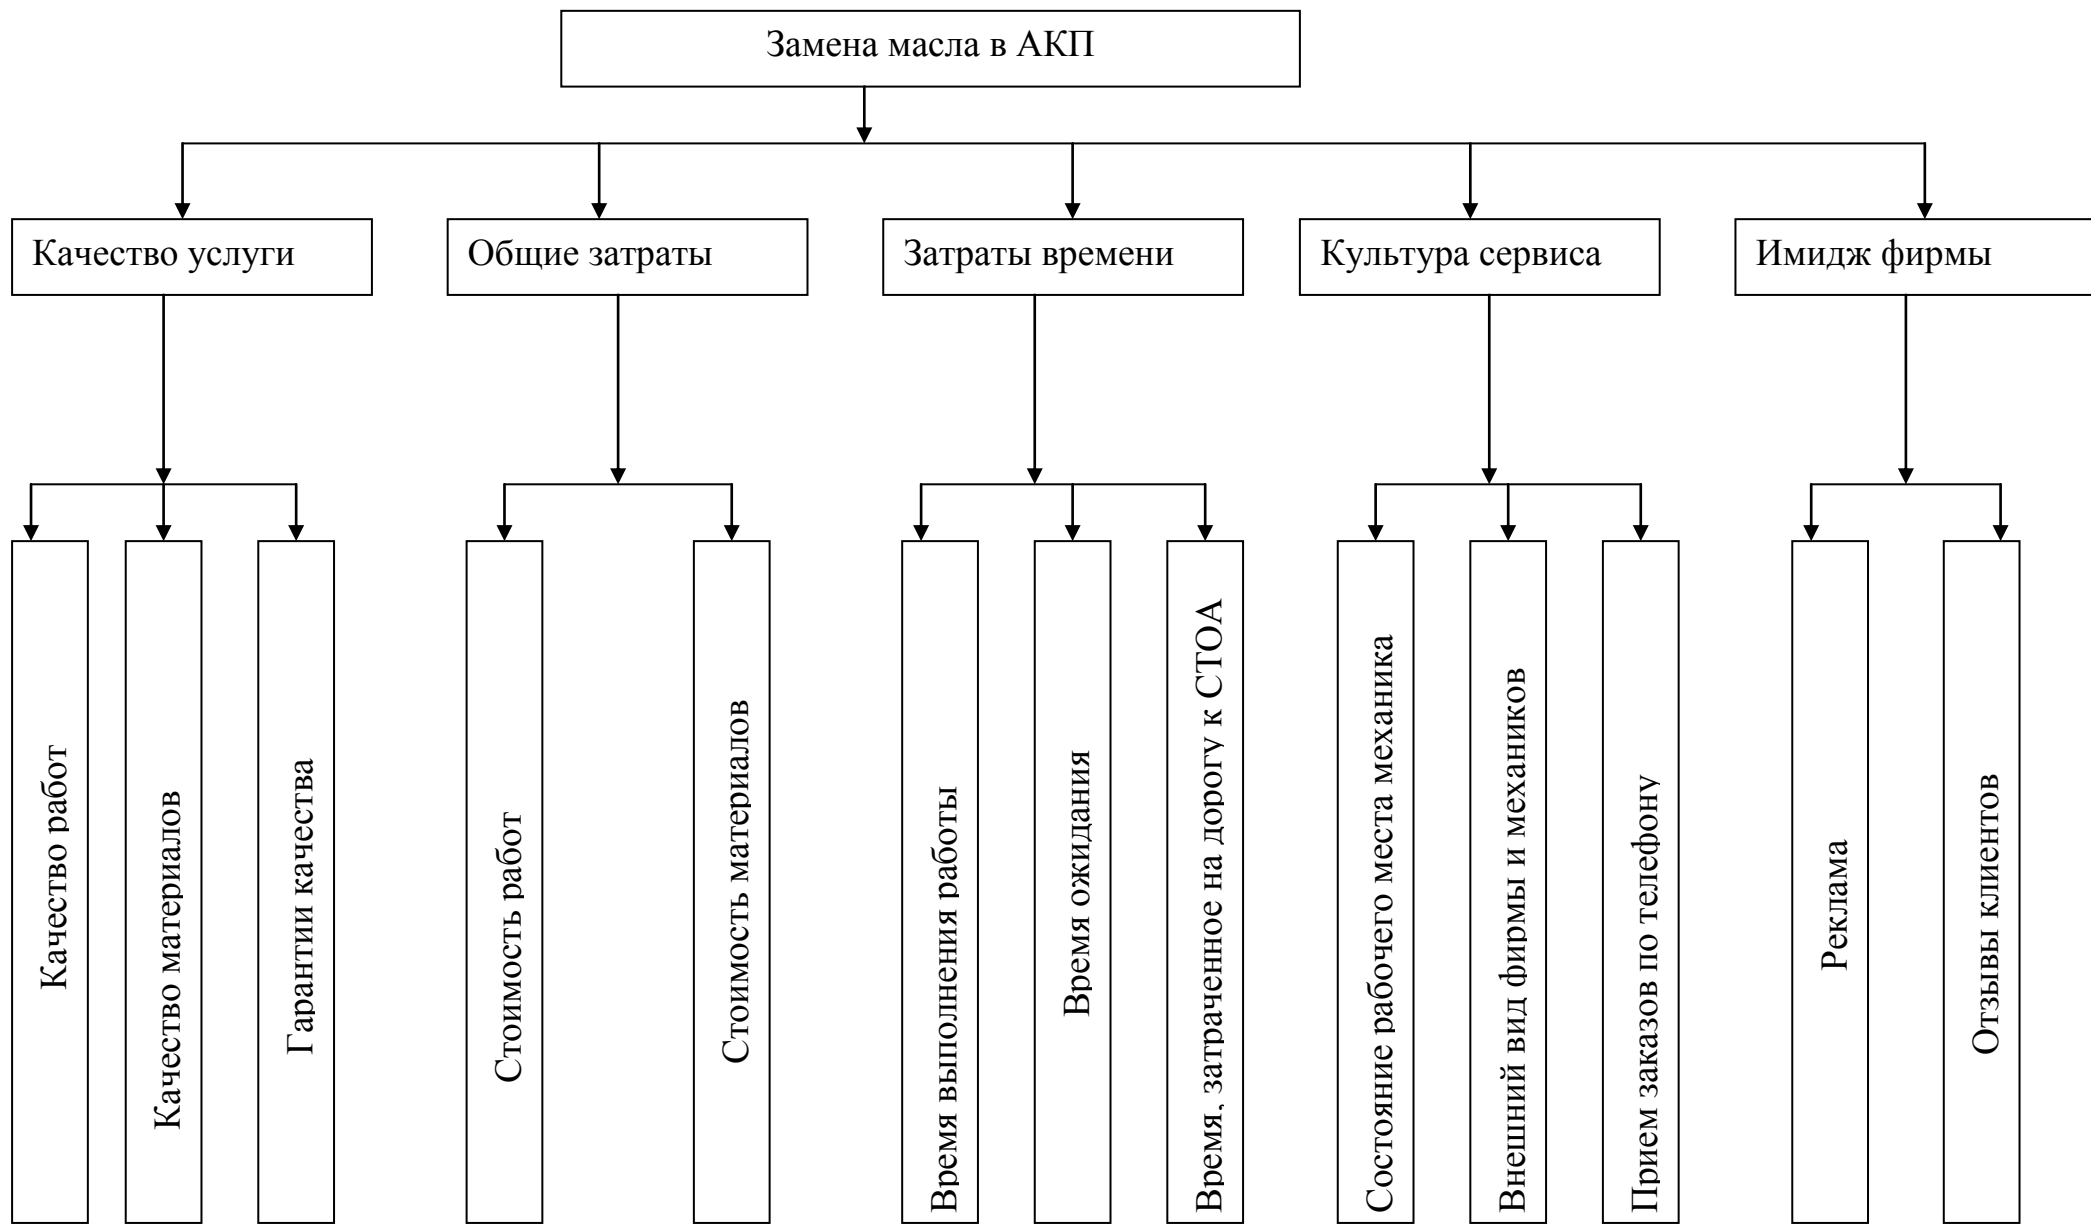 Замена масла в АКП
Качество услуги
Общие затраты
Затраты времени
Культура сервиса
Имидж фирмы
Качество работ
Качество материалов
Гарантии качества
Стоимость работ
Стоимость материалов
Время выполнения работы
Время ожидания
Время, затраченное на дорогу к СТОА
Состояние рабочего места механика
Внешний вид фирмы и механиков
Прием заказов по телефону
Реклама
Отзывы клиентов